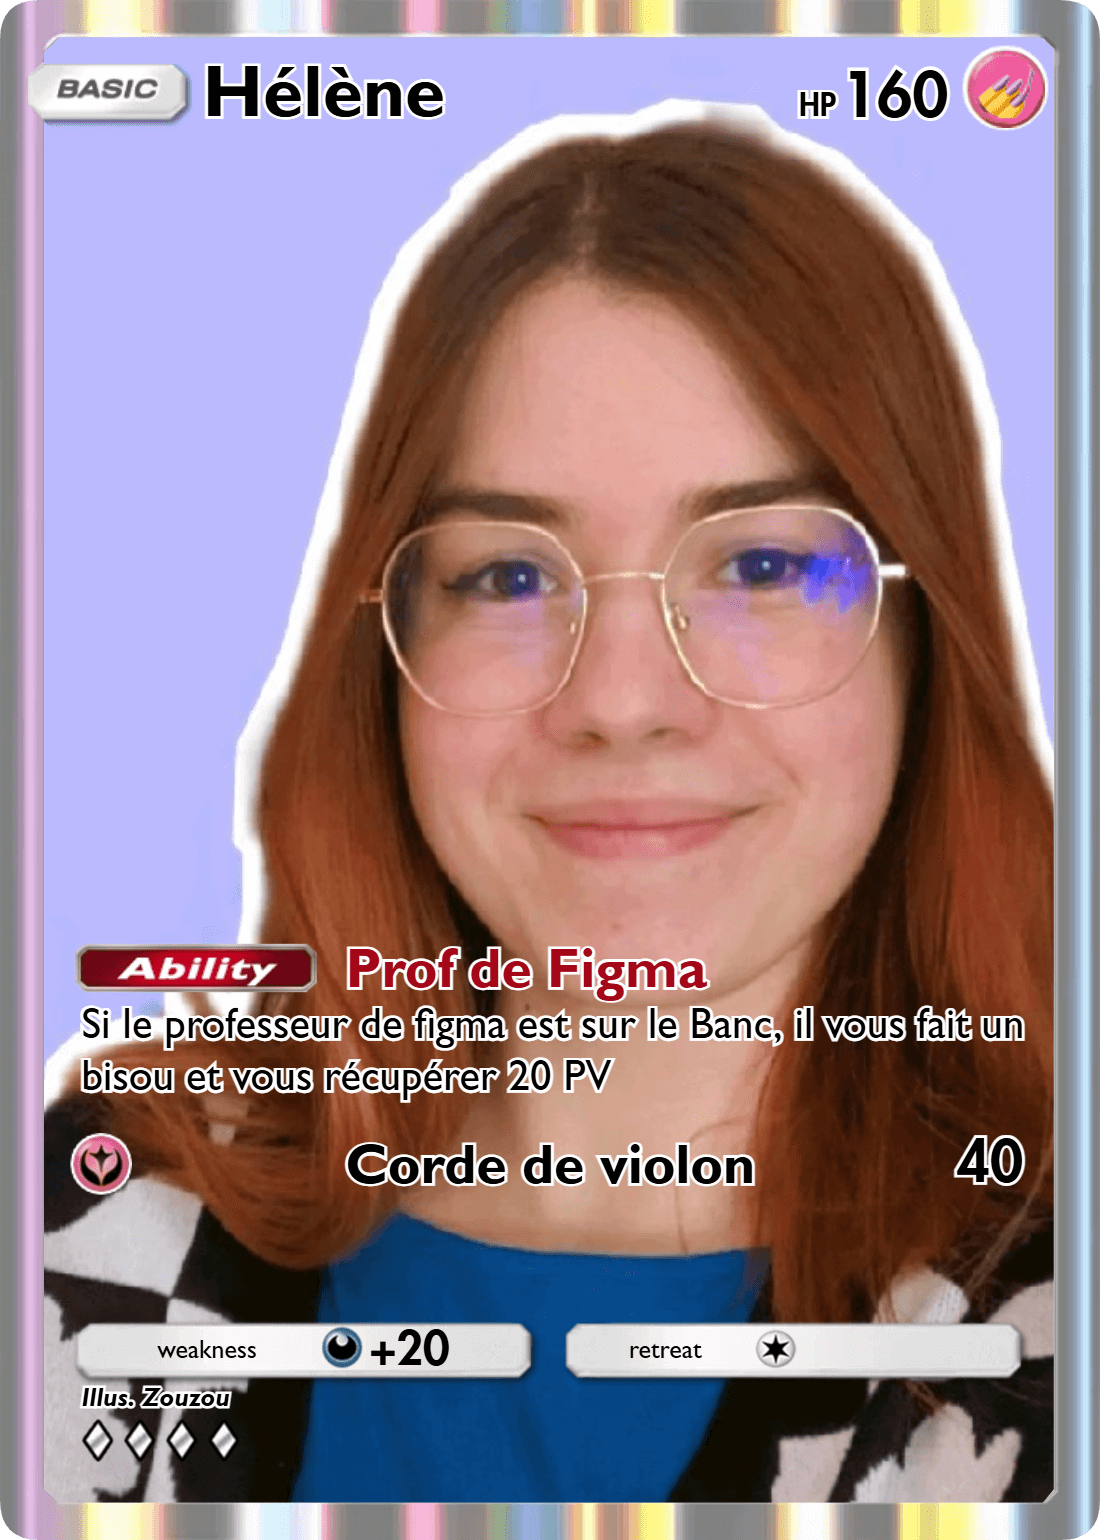 BASIC Hélène HP 160
Ability Prof de Figma
Si le professeur de figma est sur le Banc, il vous fait un
bisou et vous récupérer 20 PV
Corde de violon 40
weakness +20 retreat
Illus. Zouzou